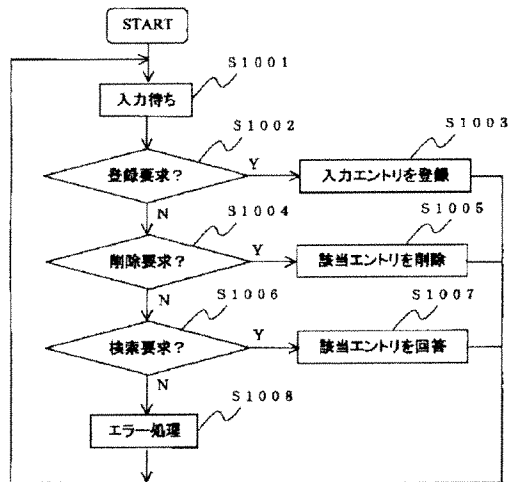 START
S1001
入力待ち
S1002
登録要求？
Y
S1003
入力エントリを登録
N
S1004
削除要求？
Y
S1005
該当エントリを削除
N
S1006
検索要求？
Y
S1007
該当エントリを回答
N
S1008
エラー処理